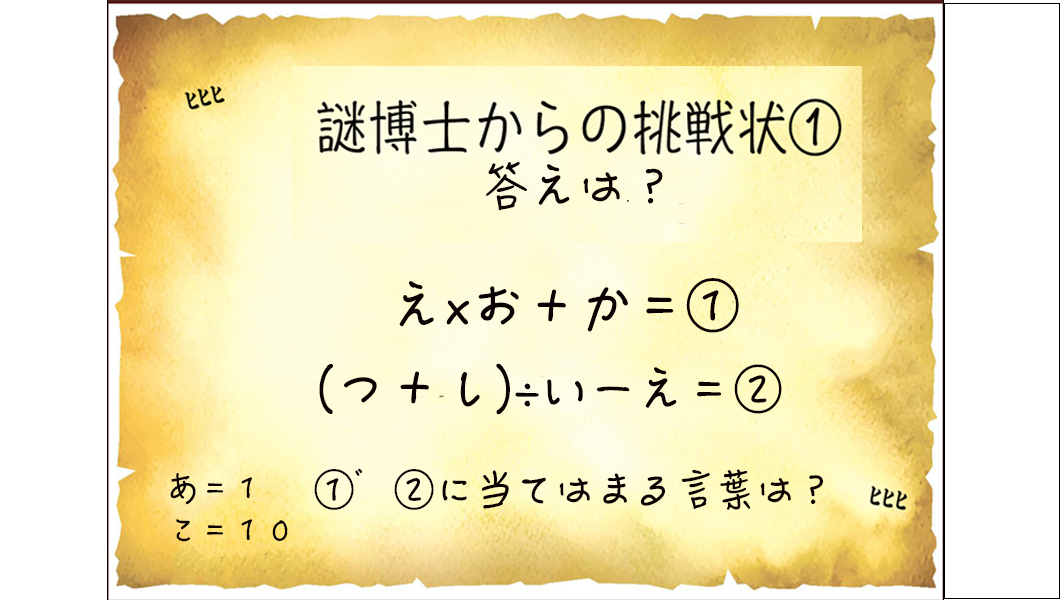 ヒヒヒ
謎博士からの挑戦状①
答えは？
え×お＋か＝①
(つ＋し)÷い－え＝②
あ＝１
①゛ ②に当てはまる言葉は？
ヒヒヒ
こ＝１０